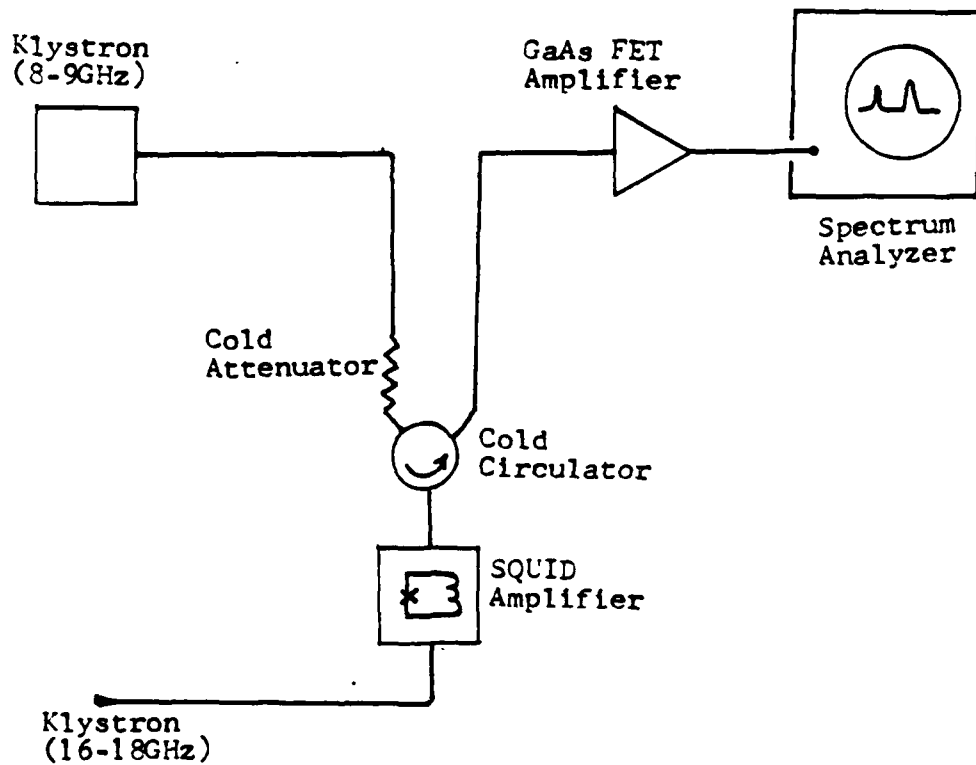 Klystron
(8-9GHz)
GaAs FET
Amplifier
Spectrum
Analyzer
Cold
Attenuator
Cold
Circulator
SQUID
Amplifier
Klystron
(16-18GHz)